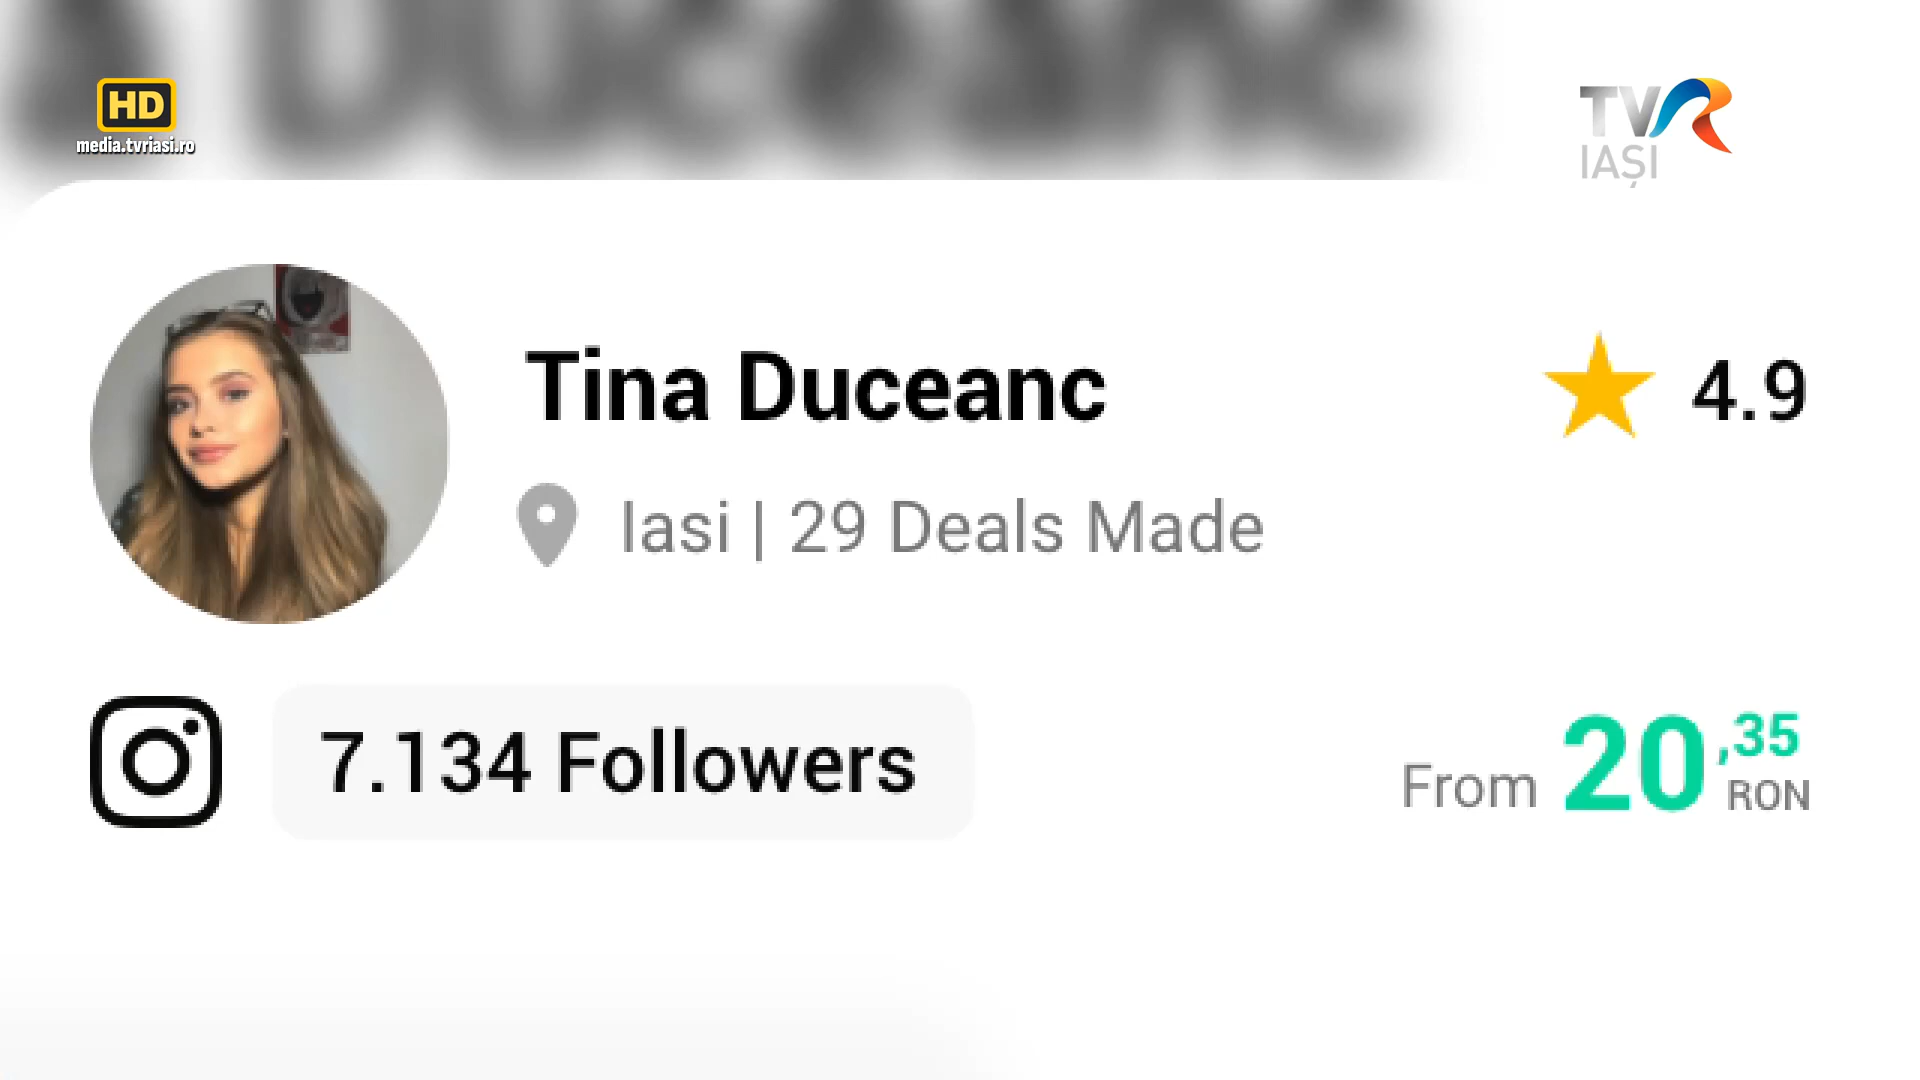 HD
media.tvriasi.ro
TVR
IAȘI
Tina Duceanc
4.9
Iasi | 29 Deals Made
7.134 Followers
From 20,35 RON